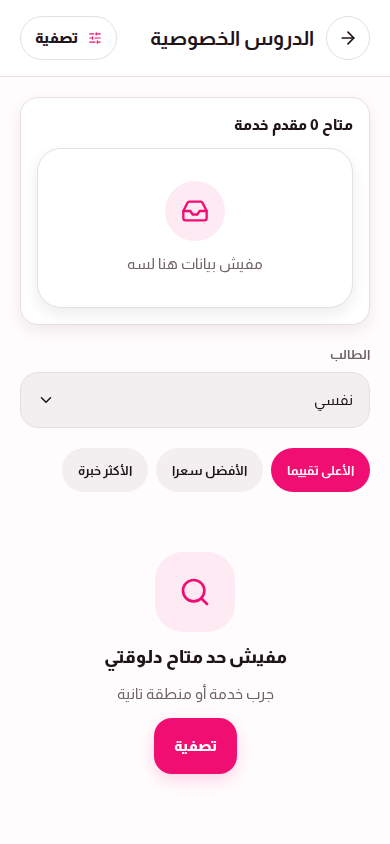 الدروس الخصوصية
تصفية
متاح 0 مقدم خدمة
مفيش بيانات هنا لسه
الطالب
نفسي
الأعلى تقييما
الأفضل سعرا
الأكثر خبرة
مفيش حد متاح دلوقتي
جرب خدمة أو منطقة تانية
تصفية